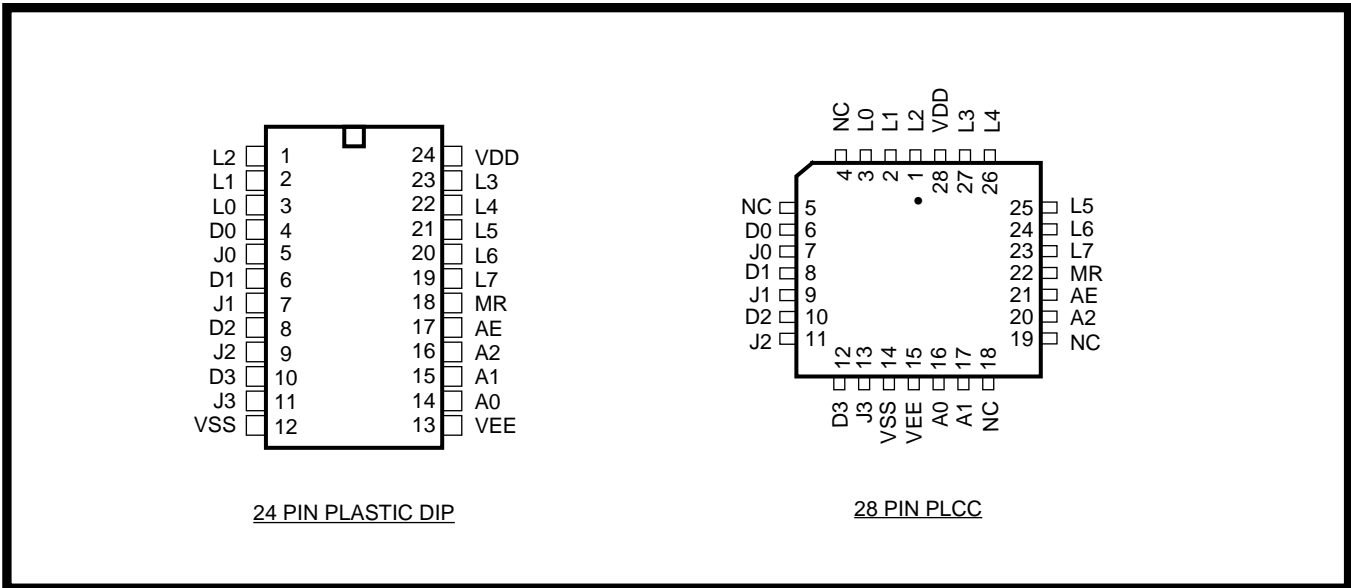 L2 1 24 VDD
L1 2 23 L3
L0 3 22 L4
D0 4 21 L5
J0 5 20 L6
D1 6 19 L7
J1 7 18 MR
D2 8 17 AE
J2 9 16 A2
D3 10 15 A1
J3 11 14 A0
VSS 12 13 VEE
24 PIN PLASTIC DIP
NC L0 L1 L2 VDD L3 L4
4 3 2 1 28 27 26
NC 5 25 L5
D0 6 24 L6
J0 7 23 L7
D1 8 22 MR
J1 9 21 AE
D2 10 20 A2
J2 11 19 NC
12 13 14 15 16 17 18
D3 J3 VSS VEE A0 A1 NC
28 PIN PLCC